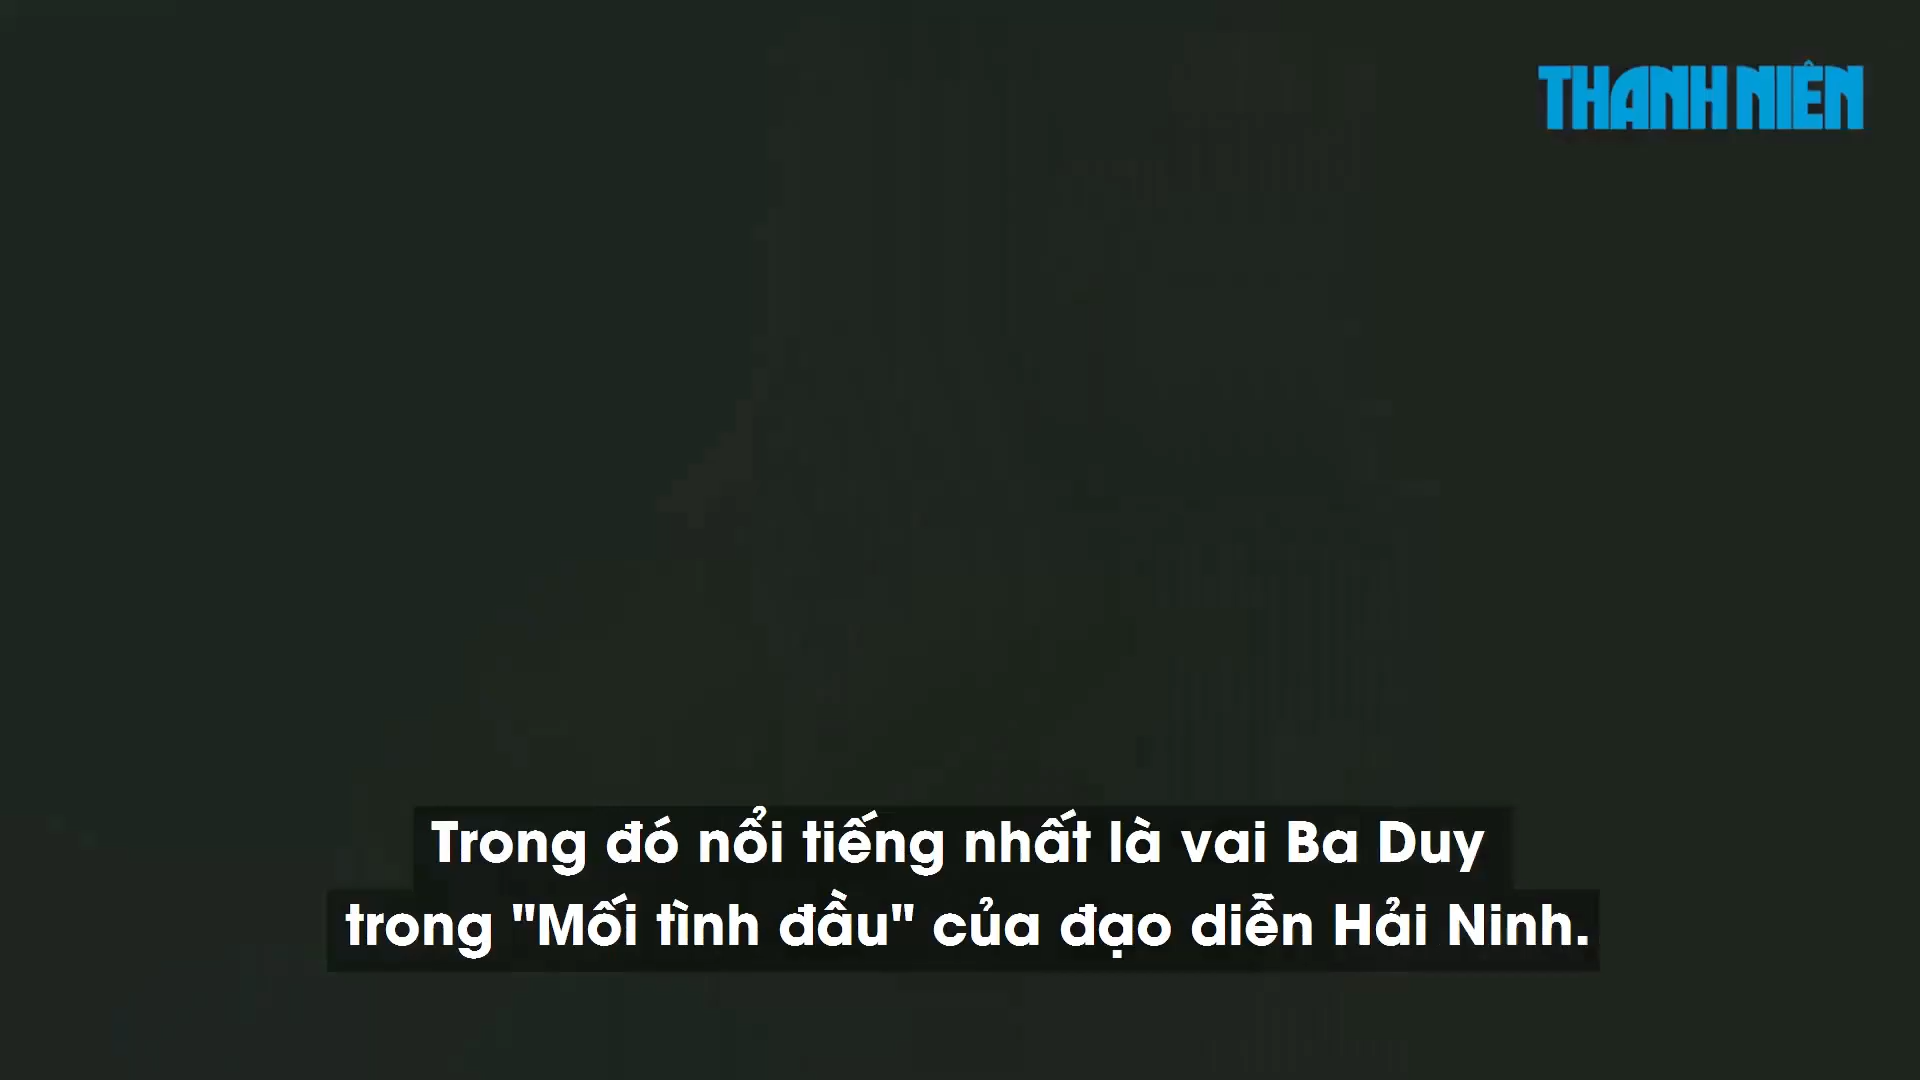 THANH NIÊN
Trong đó nổi tiếng nhất là vai Ba Duy
trong "Mối tình đầu" của đạo diễn Hải Ninh.